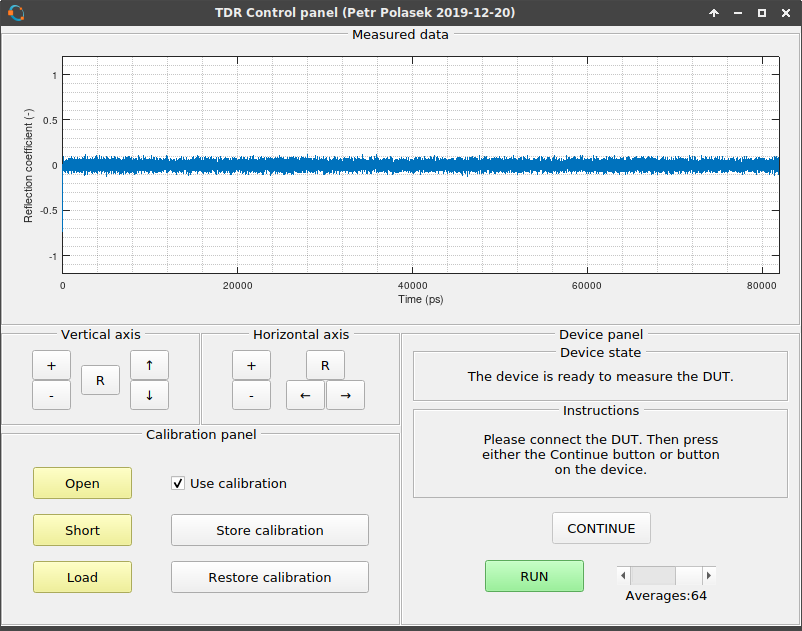 TDR Control panel (Petr Polasek 2019-12-20)
Measured data
Reflection coefficient (-)
1
0.5
0
-0.5
-1
0 20000 40000 60000 80000
Time (ps)
Vertical axis
+
-
R
↑
↓
Horizontal axis
+
-
R
← →
Calibration panel
Open
Use calibration
Short
Store calibration
Load
Restore calibration
Device panel
Device state
The device is ready to measure the DUT.
Instructions
Please connect the DUT. Then press
either the Continue button or button
on the device.
CONTINUE
RUN
Averages:64